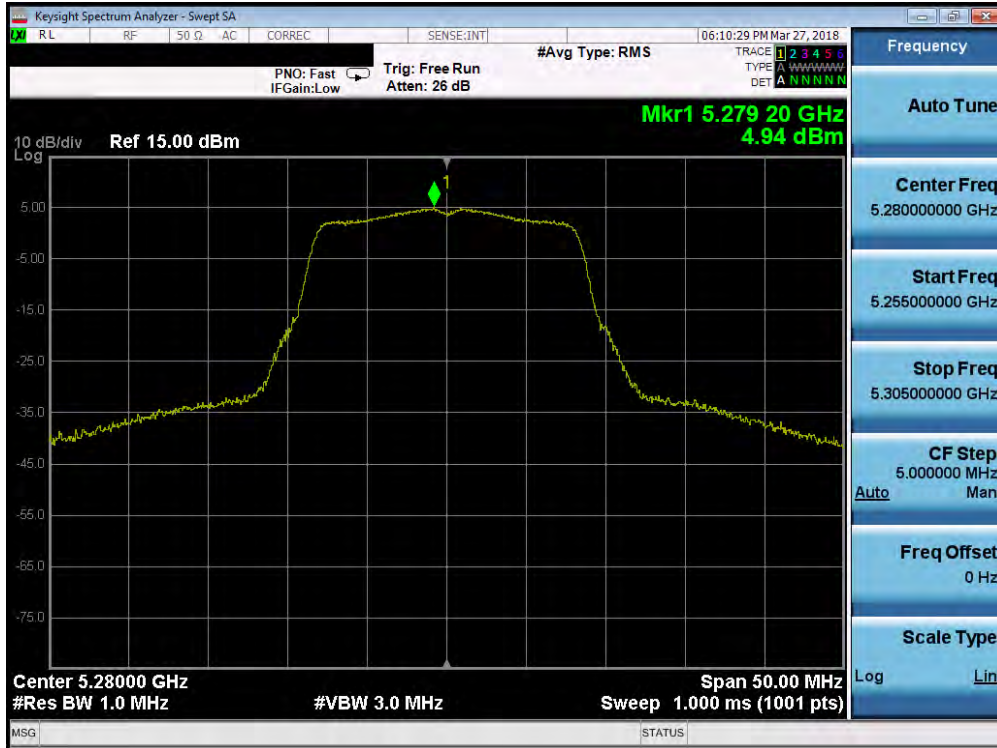 Keysight Spectrum Analyzer - Swept SA
LXI RL RF 50 Ω AC CORREC SENSE:INT 06:10:29 PM Mar 27, 2018
#Avg Type: RMS TRACE 1 2 3 4 5 6
PNO: Fast Trig: Free Run TYPE A WWWWW
IFGain:Low Atten: 26 dB DET A N N N N N
Mkr1 5.279 20 GHz
4.94 dBm
10 dB/div Ref 15.00 dBm
Log
1
5.00
-5.00
-15.0
-25.0
-35.0
-45.0
-55.0
-65.0
-75.0
Center 5.28000 GHz Span 50.00 MHz
#Res BW 1.0 MHz #VBW 3.0 MHz Sweep 1.000 ms (1001 pts)
MSG STATUS
Frequency
Auto Tune
Center Freq
5.280000000 GHz
Start Freq
5.255000000 GHz
Stop Freq
5.305000000 GHz
CF Step
5.000000 MHz
Auto Man
Freq Offset
0 Hz
Scale Type
Log Lin